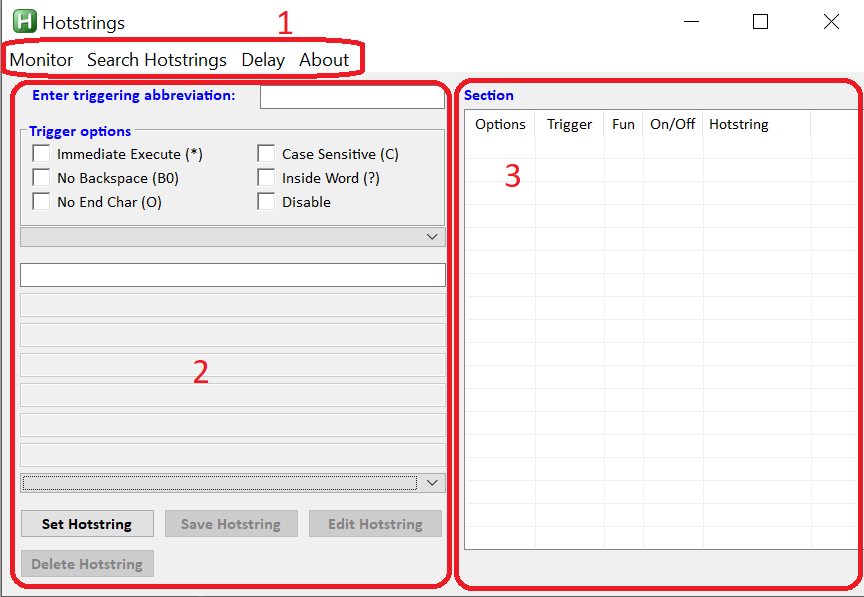 Hotstrings
1
Monitor Search Hotstrings Delay About
Enter triggering abbreviation:
Trigger options
Immediate Execute (*) Case Sensitive (C)
No Backspace (B0) Inside Word (?)
No End Char (O) Disable
2
Set Hotstring Save Hotstring Edit Hotstring
Delete Hotstring
Section
Options Trigger Fun On/Off Hotstring
3